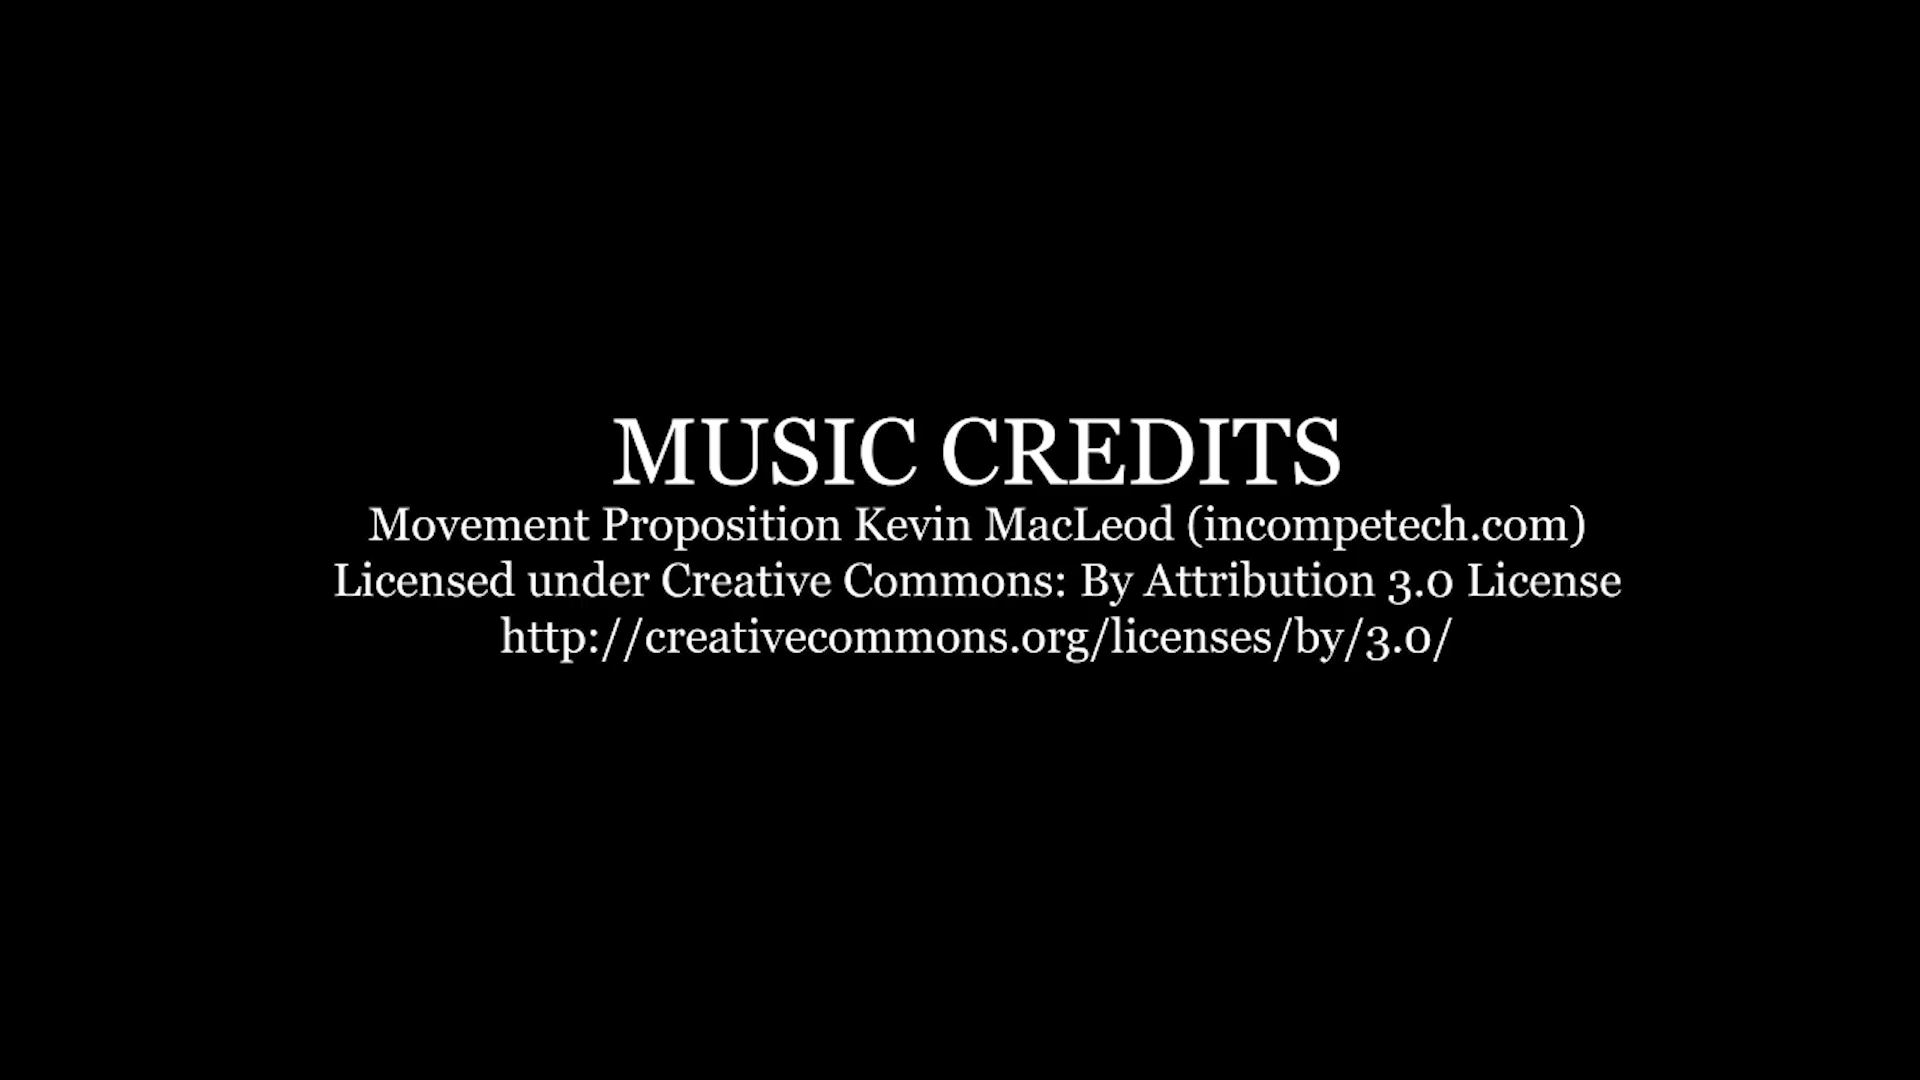 MUSIC CREDITS
Movement Proposition Kevin MacLeod (incompetech.com)
Licensed under Creative Commons: By Attribution 3.0 License
http://creativecommons.org/licenses/by/3.0/